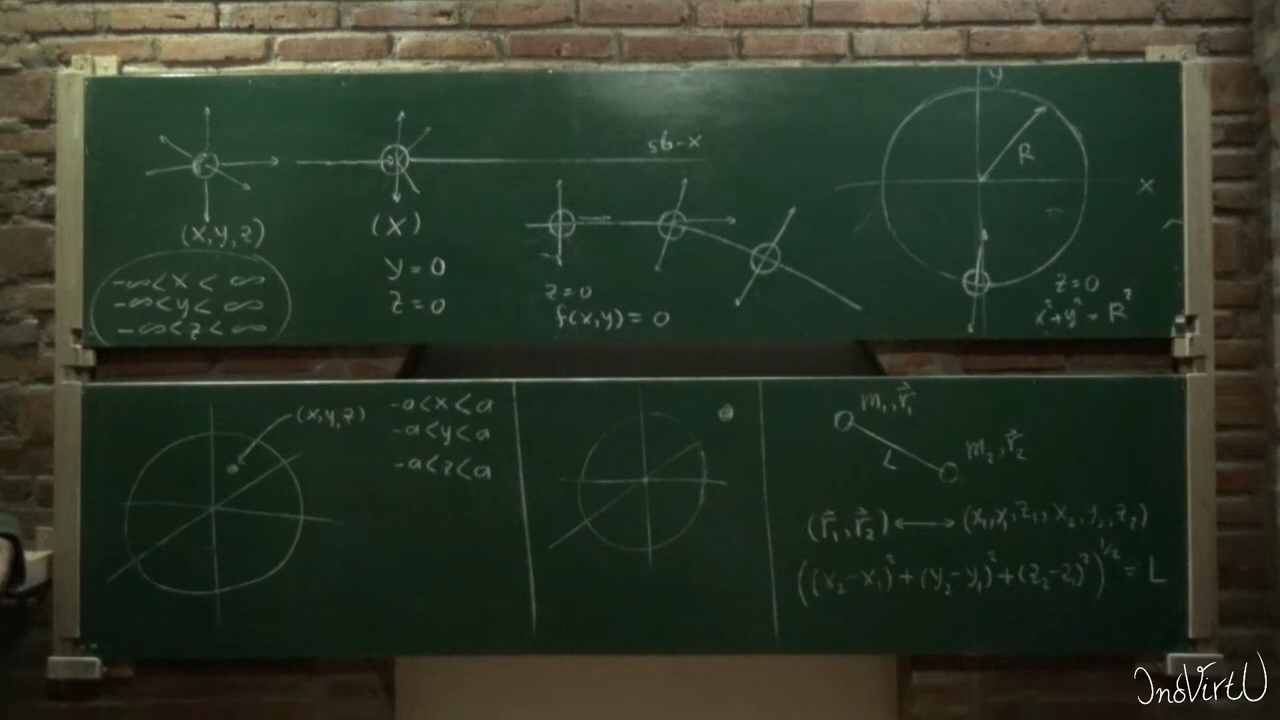 (x,y,z)
-∞<x<∞
-∞<y<∞
-∞<z<∞
(x)
y=0
z=0
z=0
f(x,y)=0
y
R
x
z=0
x²+y²=R²
(x,y,z)
-a<x<a
-a<y<a
-a<z<a
m₁,r⃗₁
L
m₂,r⃗₂
(r⃗₁,r⃗₂)⟷(x₁,y₁,z₁,x₂,y₂,z₂)
((x₂-x₁)²+(y₂-y₁)²+(z₂-z₁)²)^1/2=L
InoVirtU